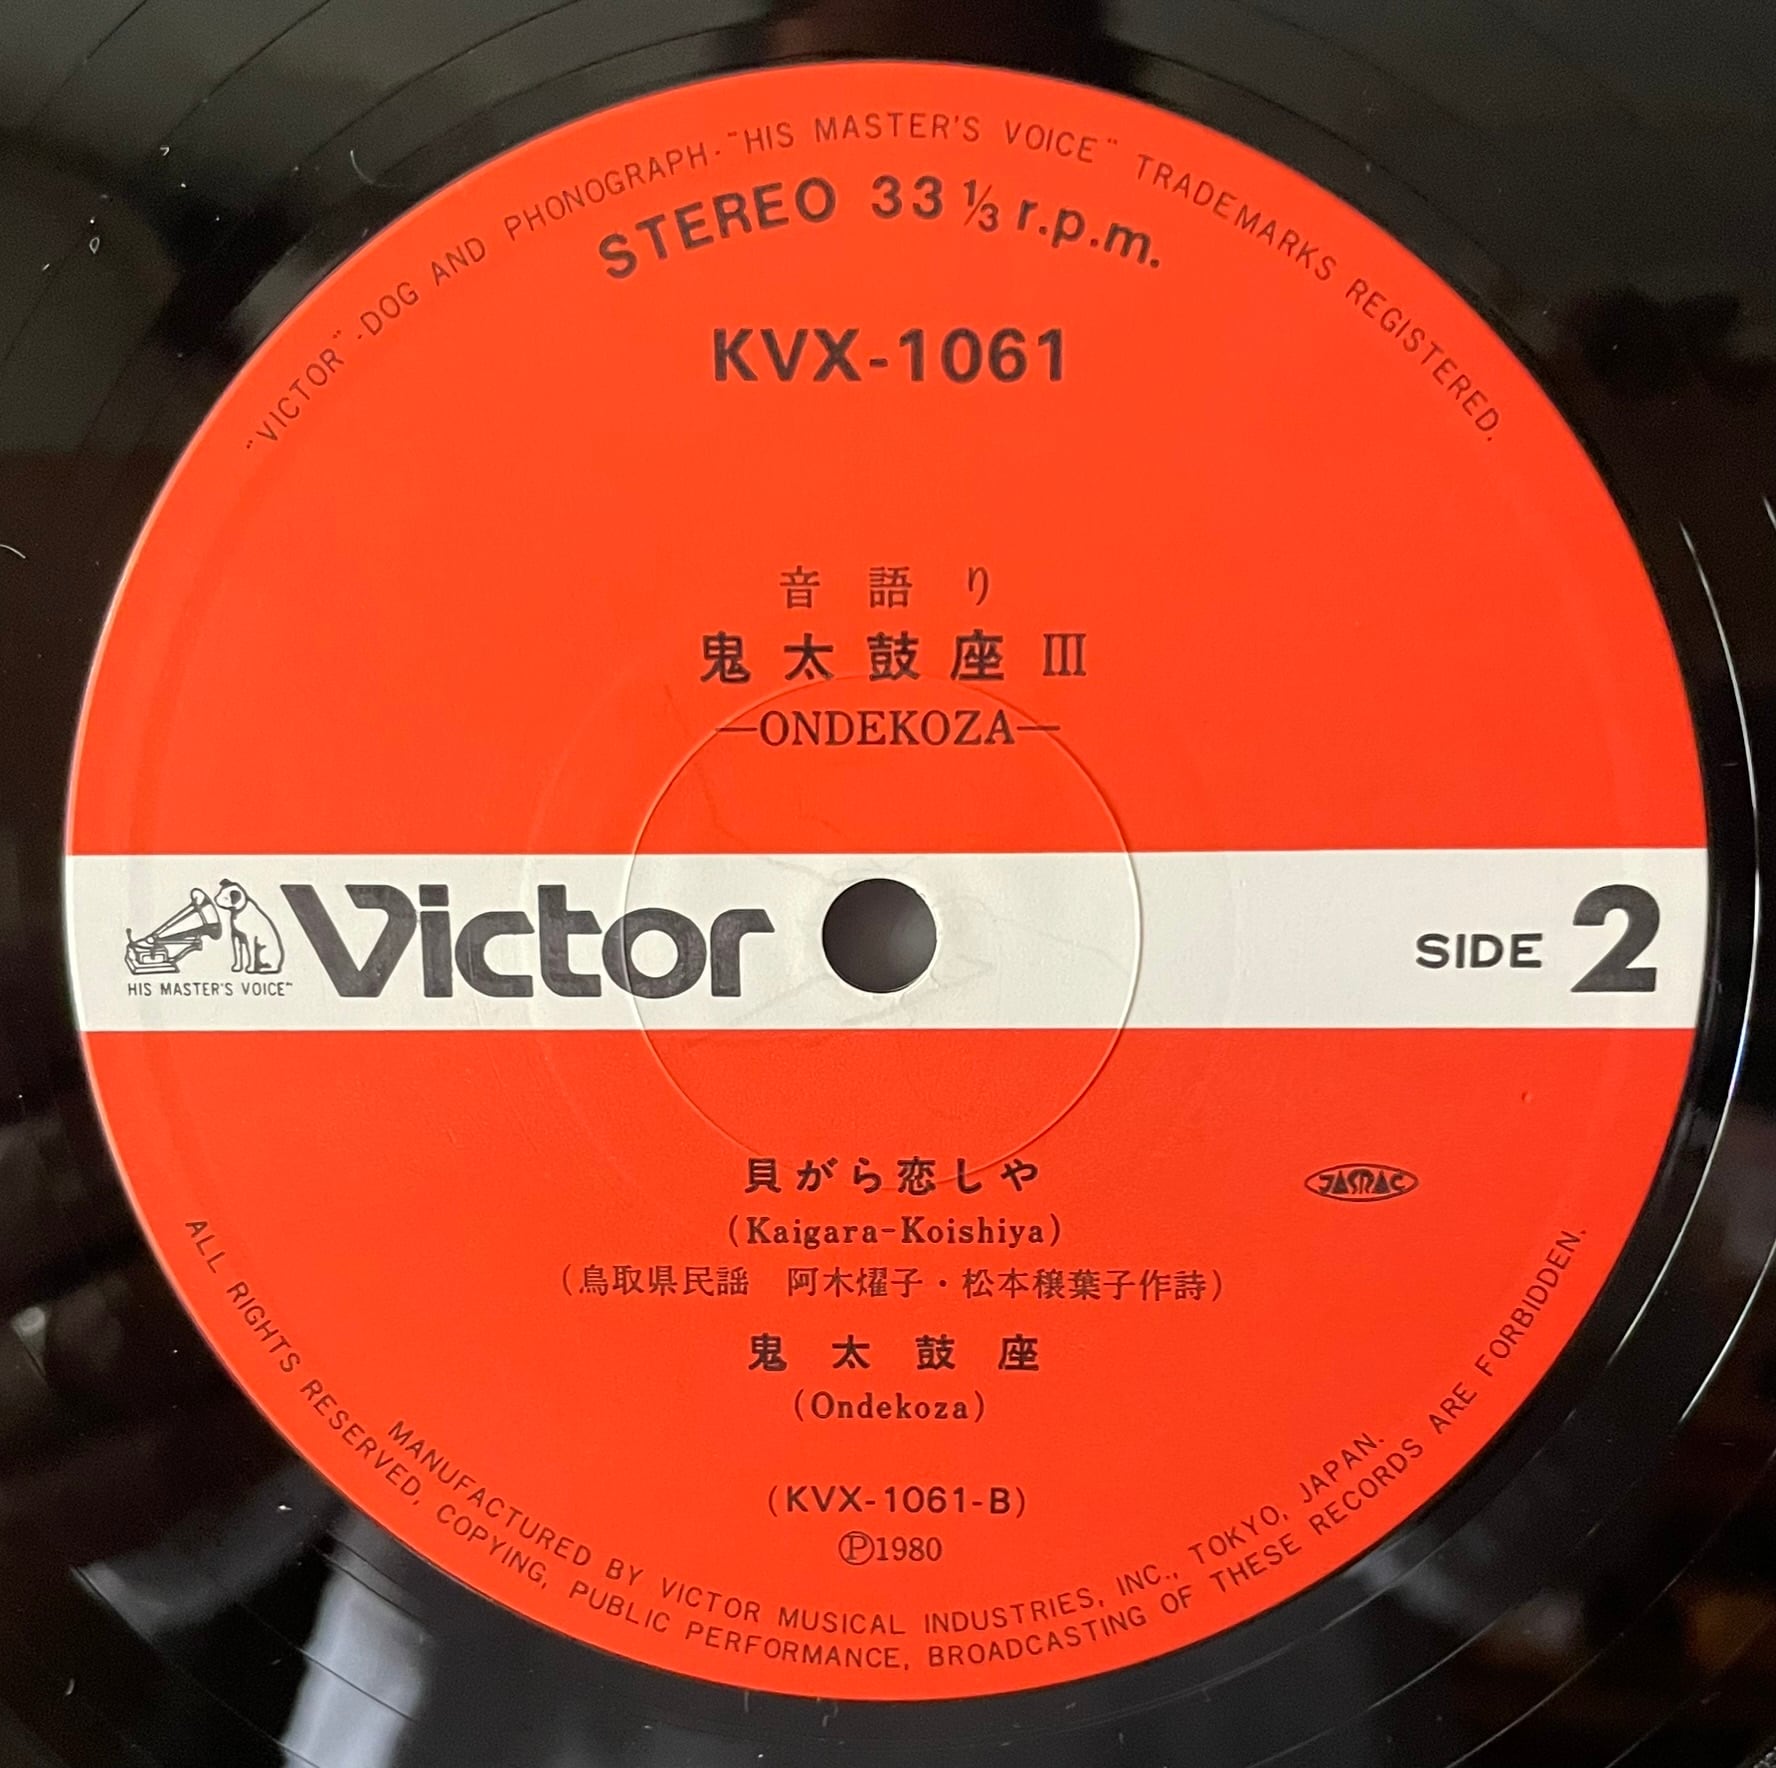 "VICTOR"-DOG AND PHONOGRAPH-"HIS MASTER'S VOICE" TRADEMARKS REGISTERED.
STEREO 33⅓ r.p.m.
KVX-1061
音語り
鬼太鼓座 III
—ONDEKOZA—
HIS MASTER'S VOICE
Victor
SIDE 2
貝がら恋しや
(Kaigara-Koishiya)
JASRAC
(鳥取県民謡　阿木燿子・松本穣葉子作詩)
鬼太鼓座
(Ondekoza)
(KVX-1061-B)
Ⓟ1980
MANUFACTURED BY VICTOR MUSICAL INDUSTRIES, INC., TOKYO, JAPAN.
ALL RIGHTS RESERVED, COPYING, PUBLIC PERFORMANCE, BROADCASTING OF THESE RECORDS ARE FORBIDDEN.